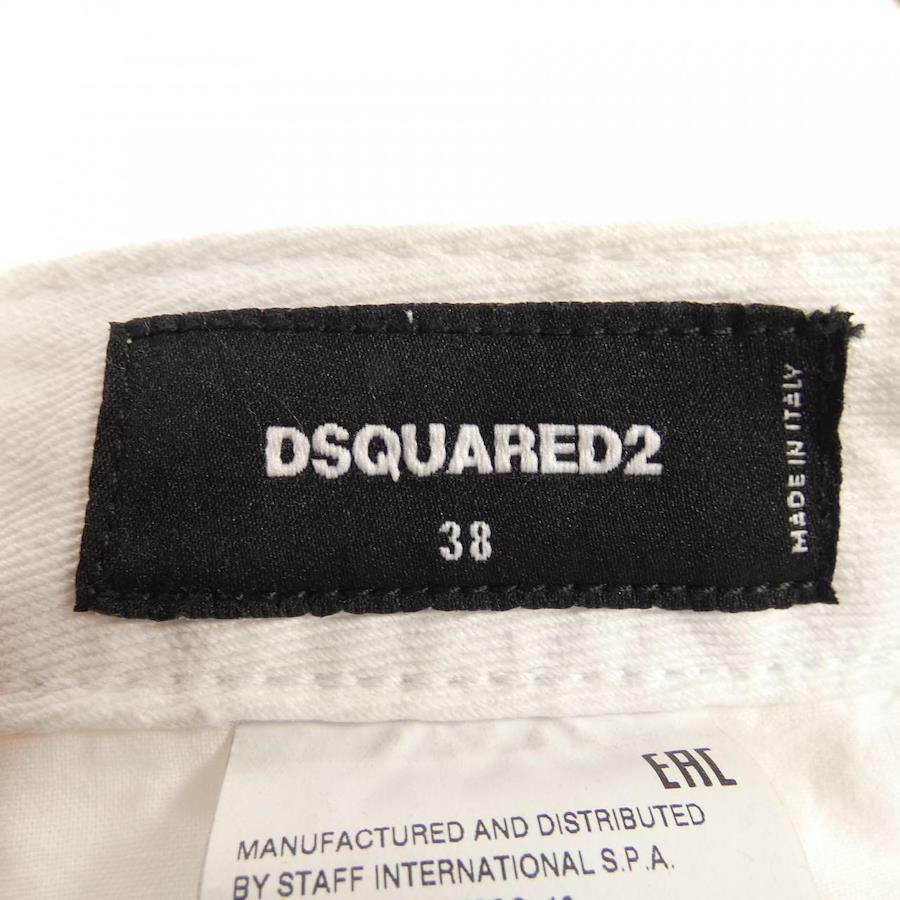 DSQUARED2
38
MADE IN ITALY
EAC
MANUFACTURED AND DISTRIBUTED
BY STAFF INTERNATIONAL S.P.A.